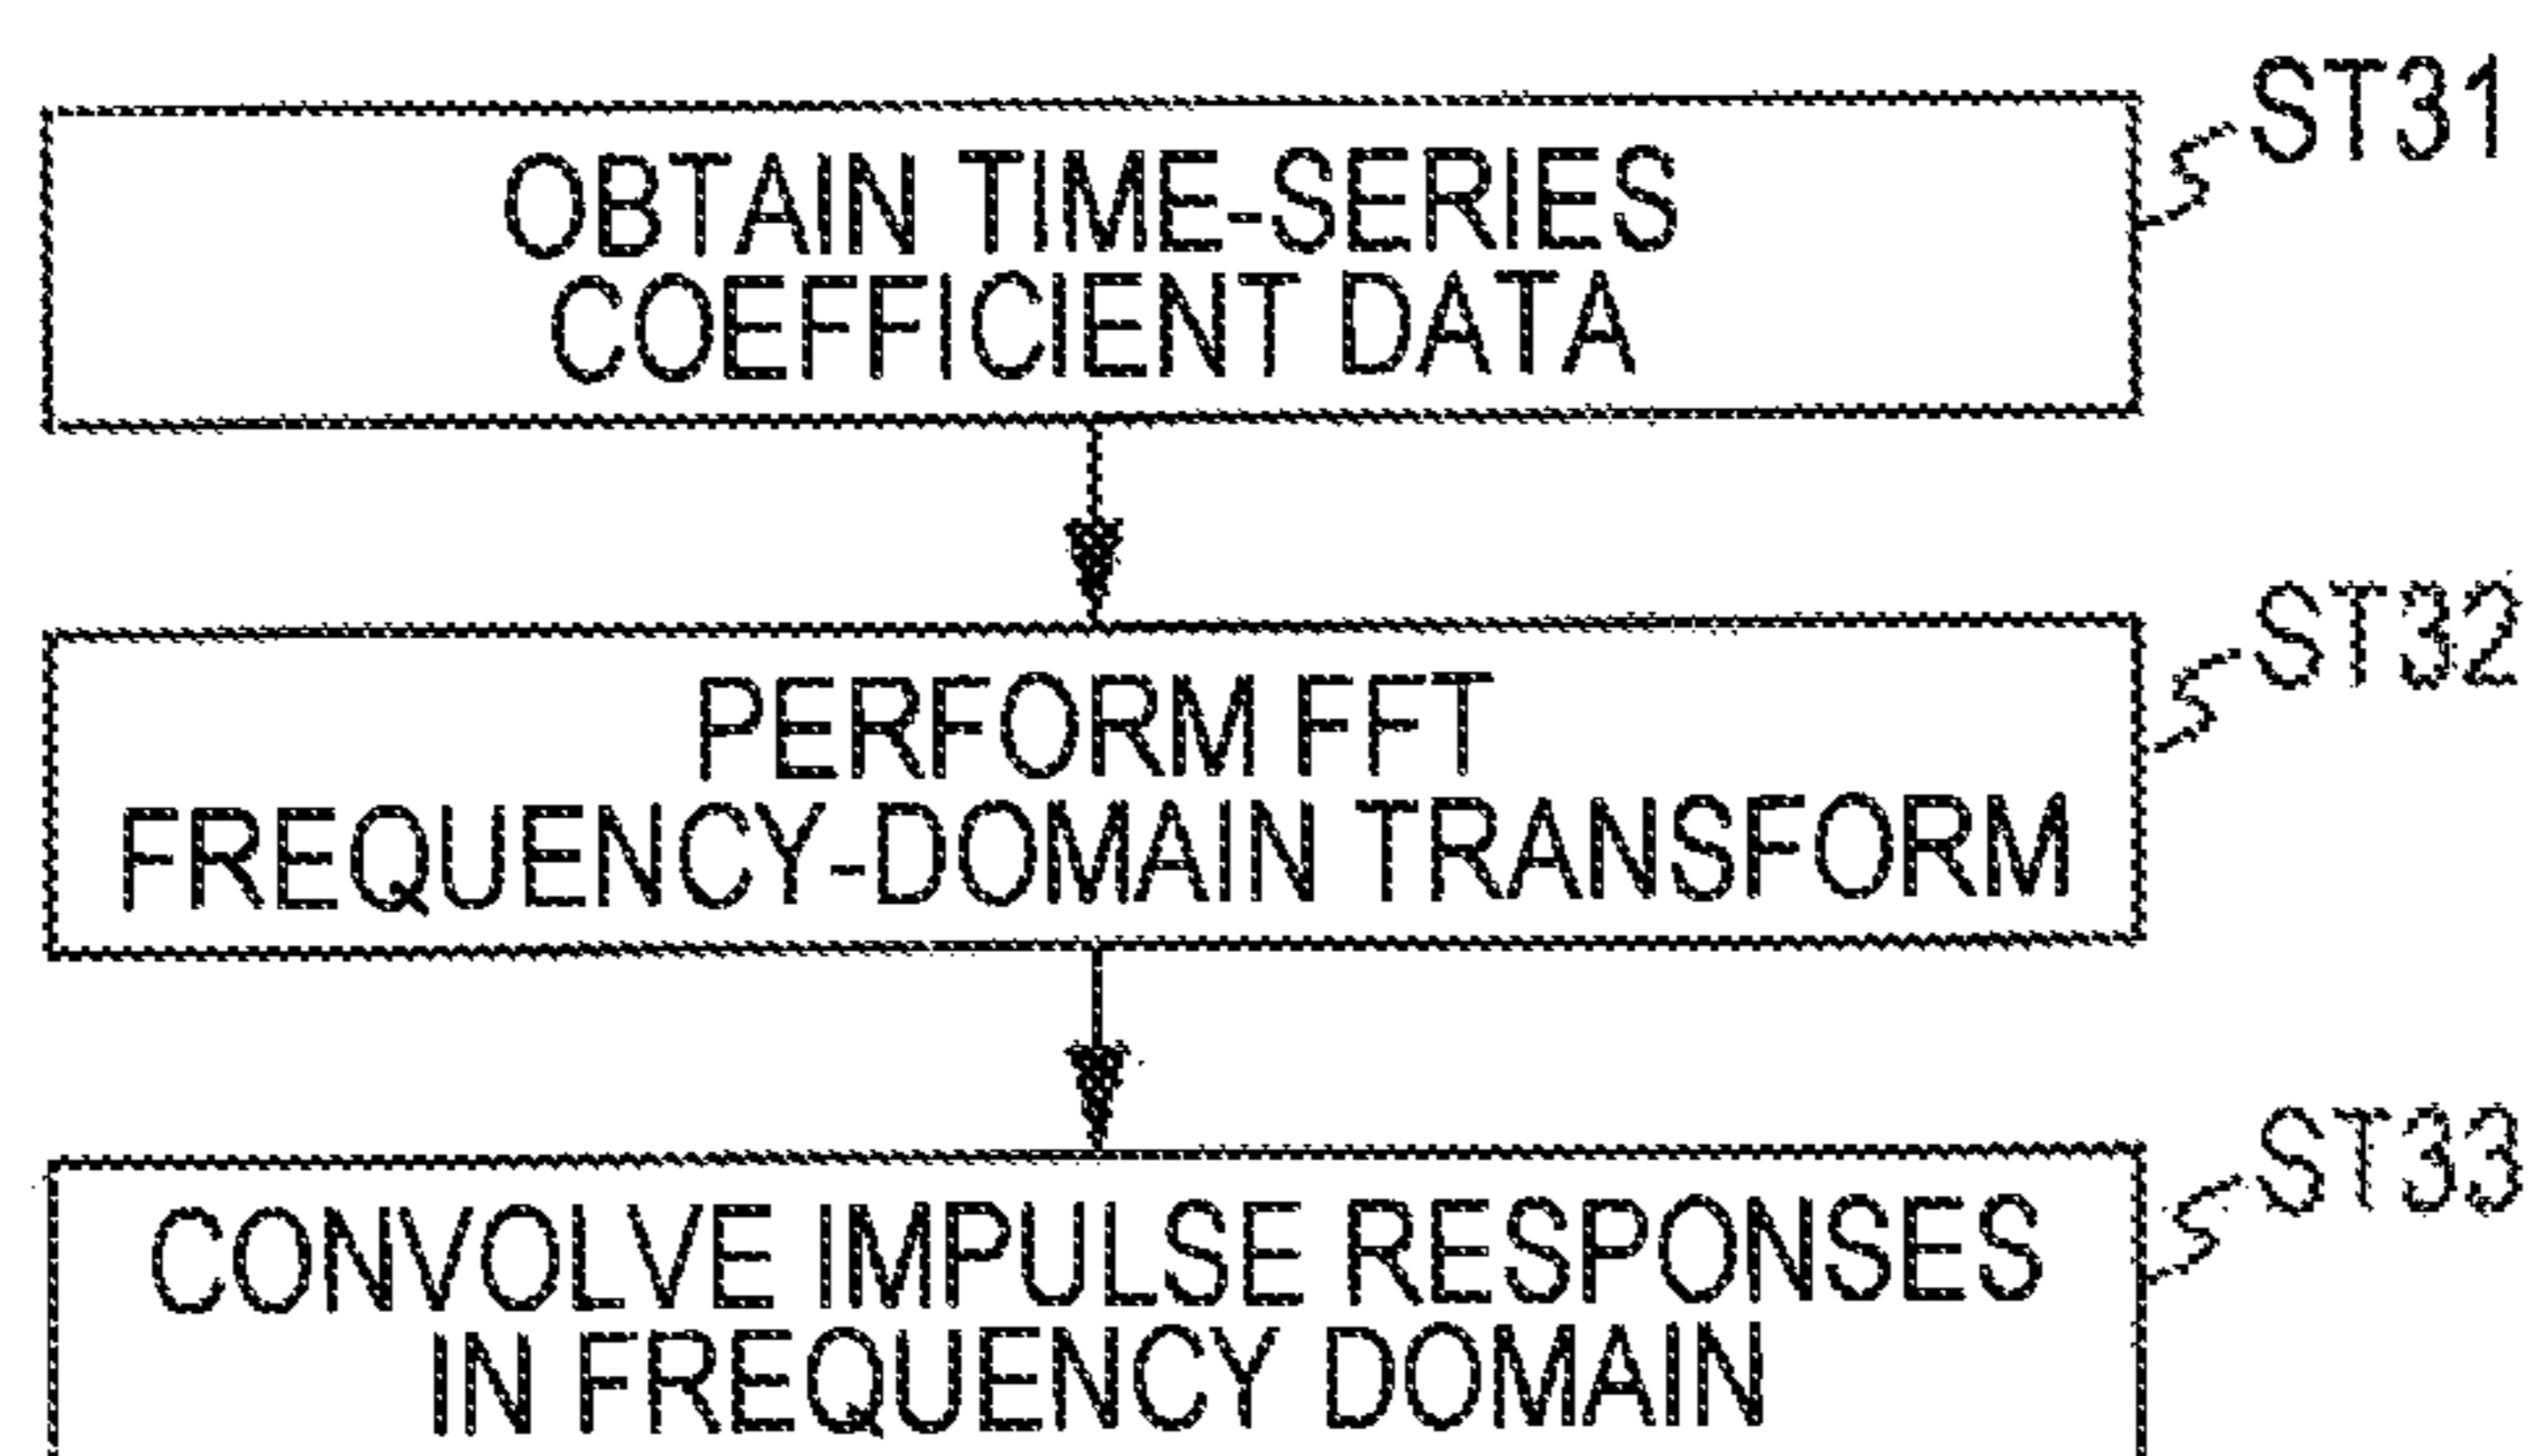 ST31
OBTAIN TIME-SERIES
COEFFICIENT DATA
ST32
PERFORM FFT
FREQUENCY-DOMAIN TRANSFORM
ST33
CONVOLVE IMPULSE RESPONSES
IN FREQUENCY DOMAIN